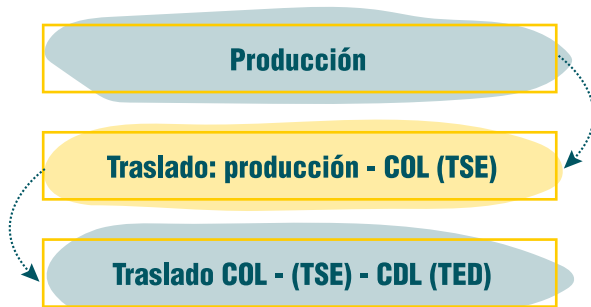 Producción
Traslado: producción - COL (TSE)
Traslado COL - (TSE) - CDL (TED)